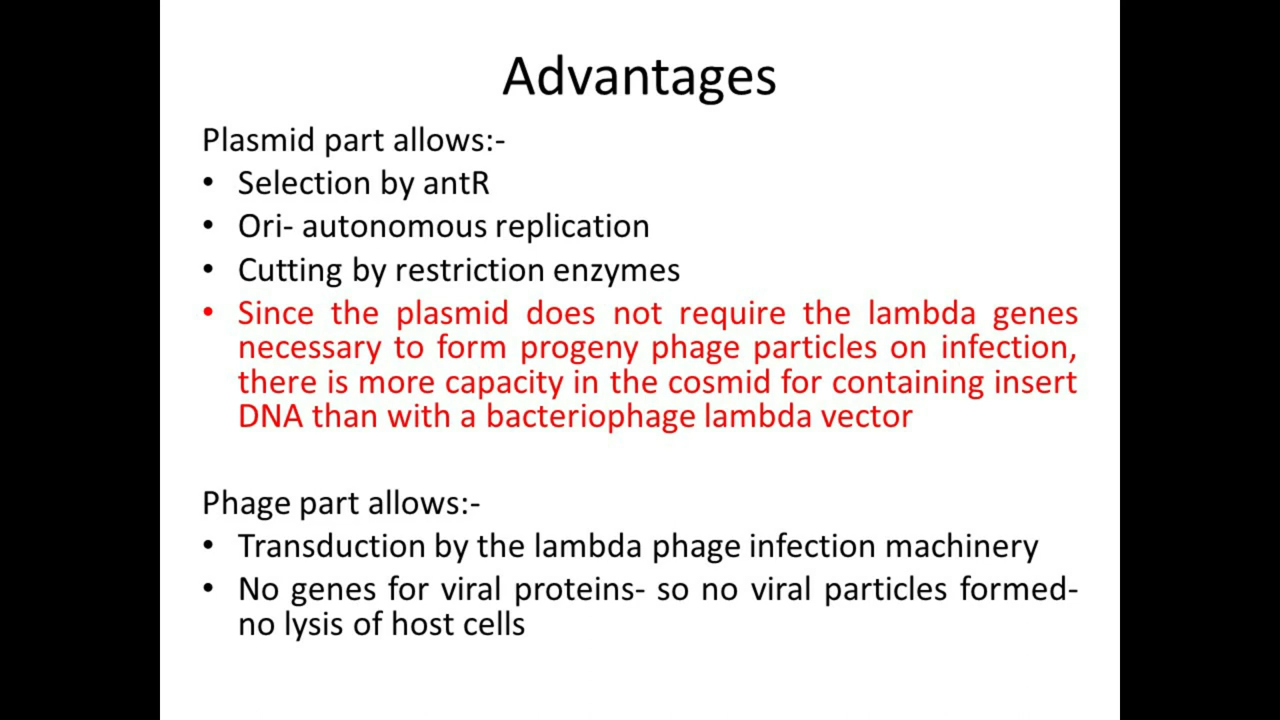 Advantages
Plasmid part allows:-
• Selection by antR
• Ori- autonomous replication
• Cutting by restriction enzymes
• Since the plasmid does not require the lambda genes
necessary to form progeny phage particles on infection,
there is more capacity in the cosmid for containing insert
DNA than with a bacteriophage lambda vector
Phage part allows:-
• Transduction by the lambda phage infection machinery
• No genes for viral proteins- so no viral particles formed-
no lysis of host cells